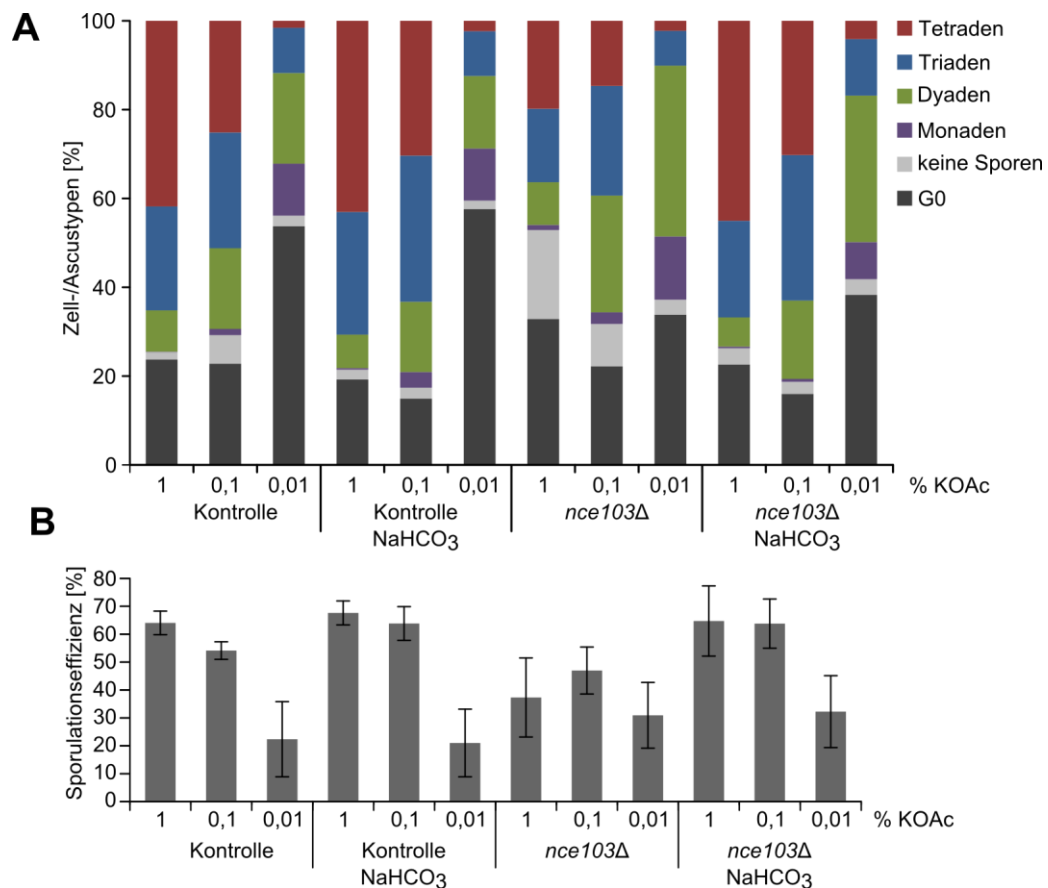 A
100
80
60
40
20
0
Zell-/Ascustypen [%]
Tetraden
Triaden
Dyaden
Monaden
keine Sporen
G0
1 0,1 0,01 1 0,1 0,01 1 0,1 0,01 1 0,1 0,01 % KOAc
Kontrolle Kontrolle nce103Δ nce103Δ
NaHCO3 NaHCO3
B
80
70
60
50
40
30
20
10
0
Sporulationseffizienz [%]
1 0,1 0,01 1 0,1 0,01 1 0,1 0,01 1 0,1 0,01 % KOAc
Kontrolle Kontrolle nce103Δ nce103Δ
NaHCO3 NaHCO3